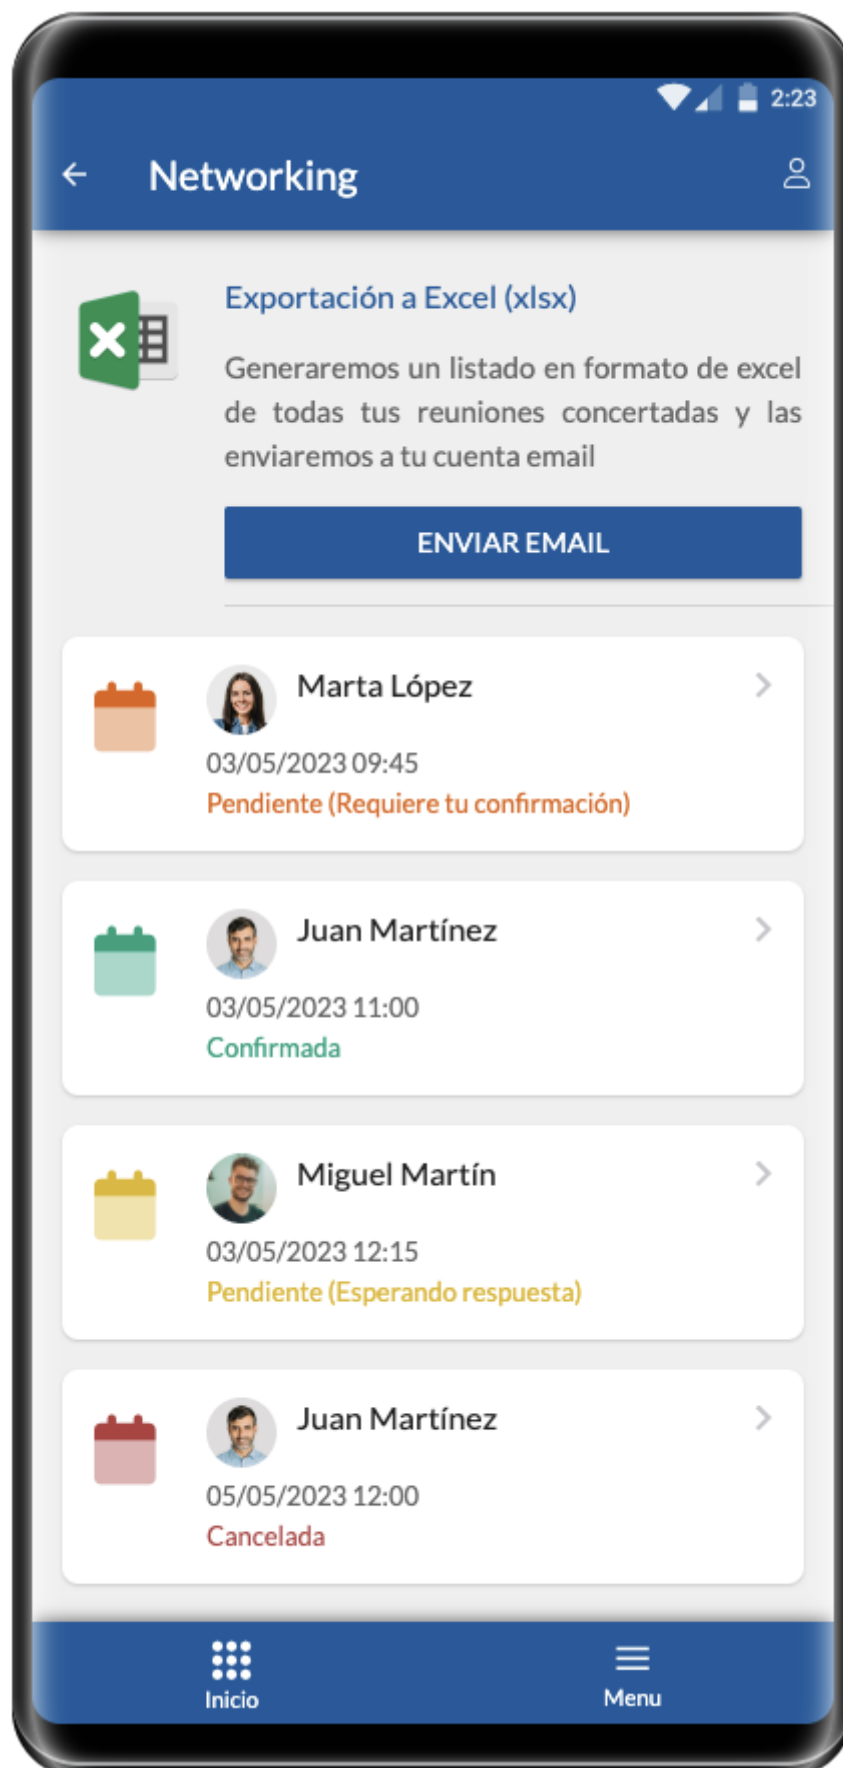 2:23
Networking
Exportación a Excel (xlsx)
Generaremos un listado en formato de excel
de todas tus reuniones concertadas y las
enviaremos a tu cuenta email
ENVIAR EMAIL
Marta López
03/05/2023 09:45
Pendiente (Requiere tu confirmación)
Juan Martínez
03/05/2023 11:00
Confirmada
Miguel Martín
03/05/2023 12:15
Pendiente (Esperando respuesta)
Juan Martínez
05/05/2023 12:00
Cancelada
Inicio
Menu